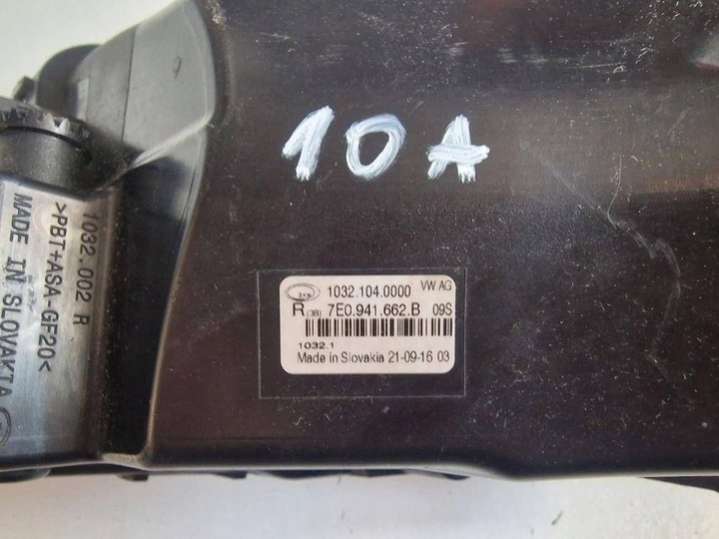 10A
1032.104.0000 VW AG
R (3B) 7E0.941.662.B 09S
1032.1
Made in Slovakia 21-09-16 03
1032.002 R
>PBT+ASA-GF20<
MADE IN SLOVAKIA